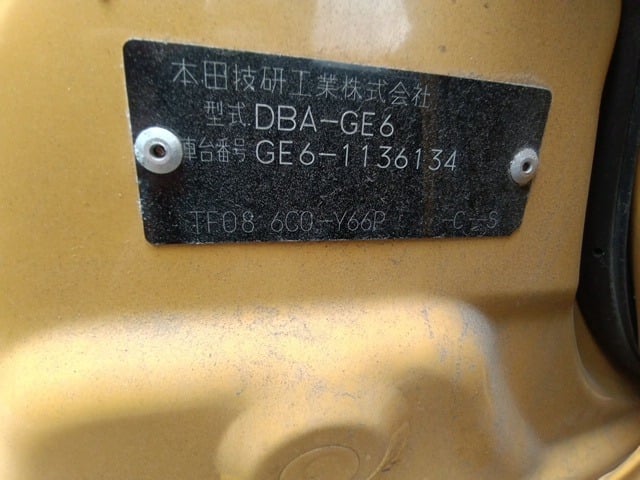 本田技研工業株式会社
型式 DBA-GE6
車台番号 GE6-1136134
TF08 6C0-Y66P -C-S